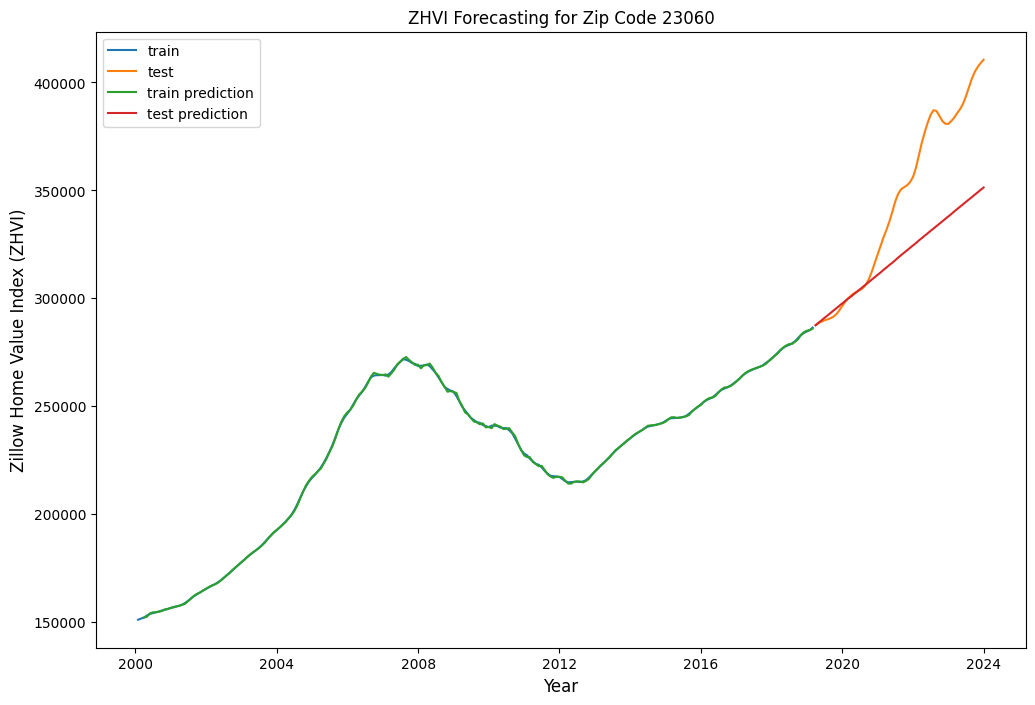 ZHVI Forecasting for Zip Code 23060
train
test
train prediction
test prediction
400000
350000
300000
250000
200000
150000
Zillow Home Value Index (ZHVI)
2000 2004 2008 2012 2016 2020 2024
Year